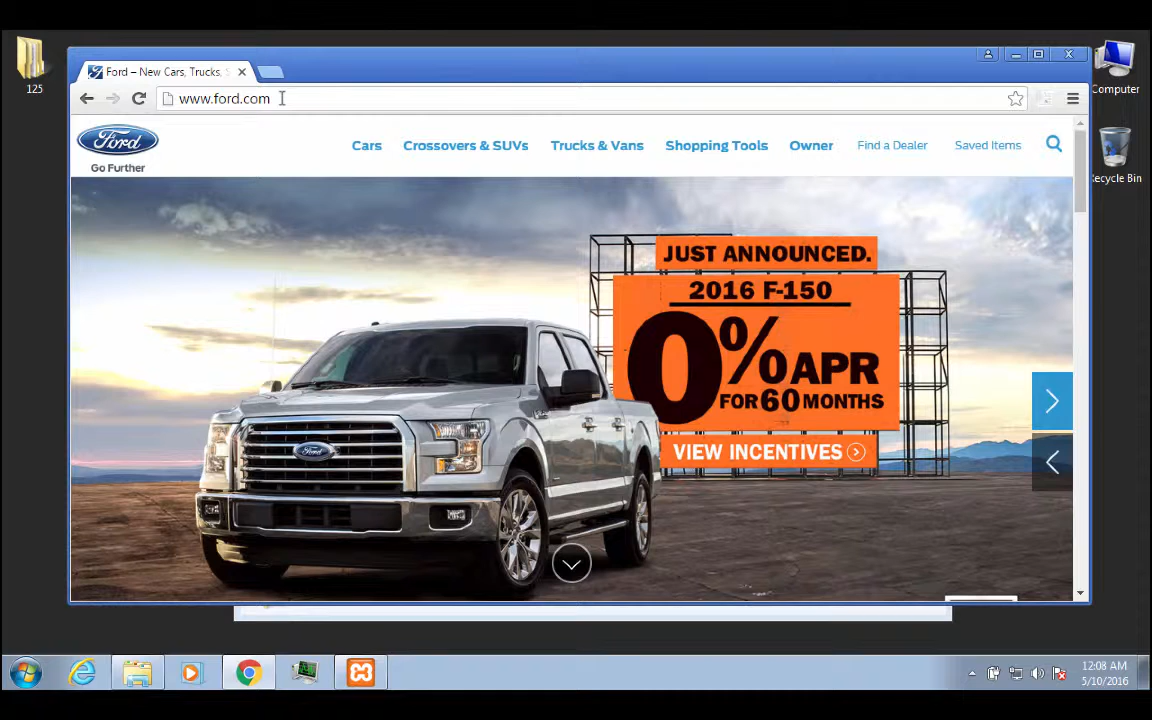 125
Ford – New Cars, Trucks,
www.ford.com
Computer
Ford
Go Further
Cars
Crossovers & SUVs
Trucks & Vans
Shopping Tools
Owner
Find a Dealer
Saved Items
Recycle Bin
JUST ANNOUNCED.
2016 F-150
0% APR
FOR 60 MONTHS
VIEW INCENTIVES
Ford
12:08 AM
5/10/2016